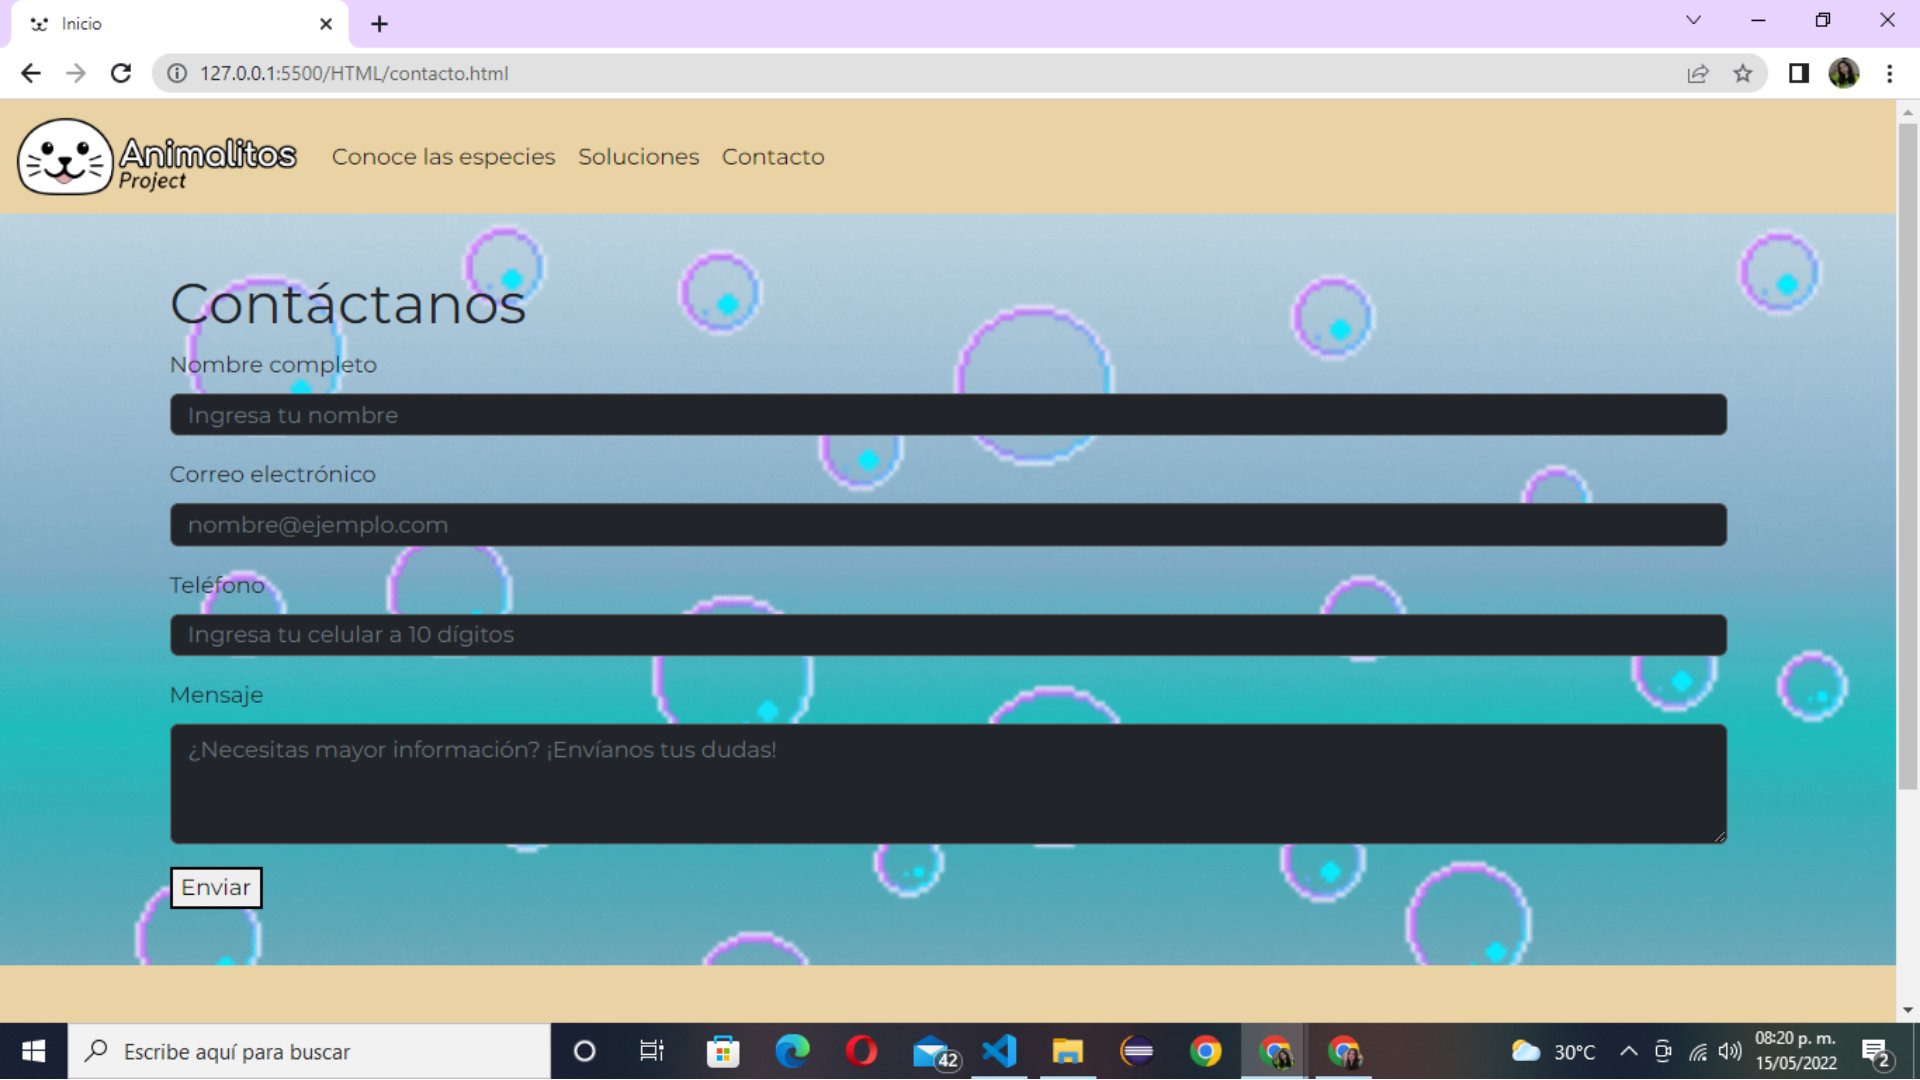 Inicio
127.0.0.1:5500/HTML/contacto.html
Animalitos
Project
Conoce las especies Soluciones Contacto
Contáctanos
Nombre completo
Ingresa tu nombre
Correo electrónico
nombre@ejemplo.com
Teléfono
Ingresa tu celular a 10 dígitos
Mensaje
¿Necesitas mayor información? ¡Envíanos tus dudas!
Enviar
Escribe aquí para buscar
42
30°C
08:20 p. m.
15/05/2022
2